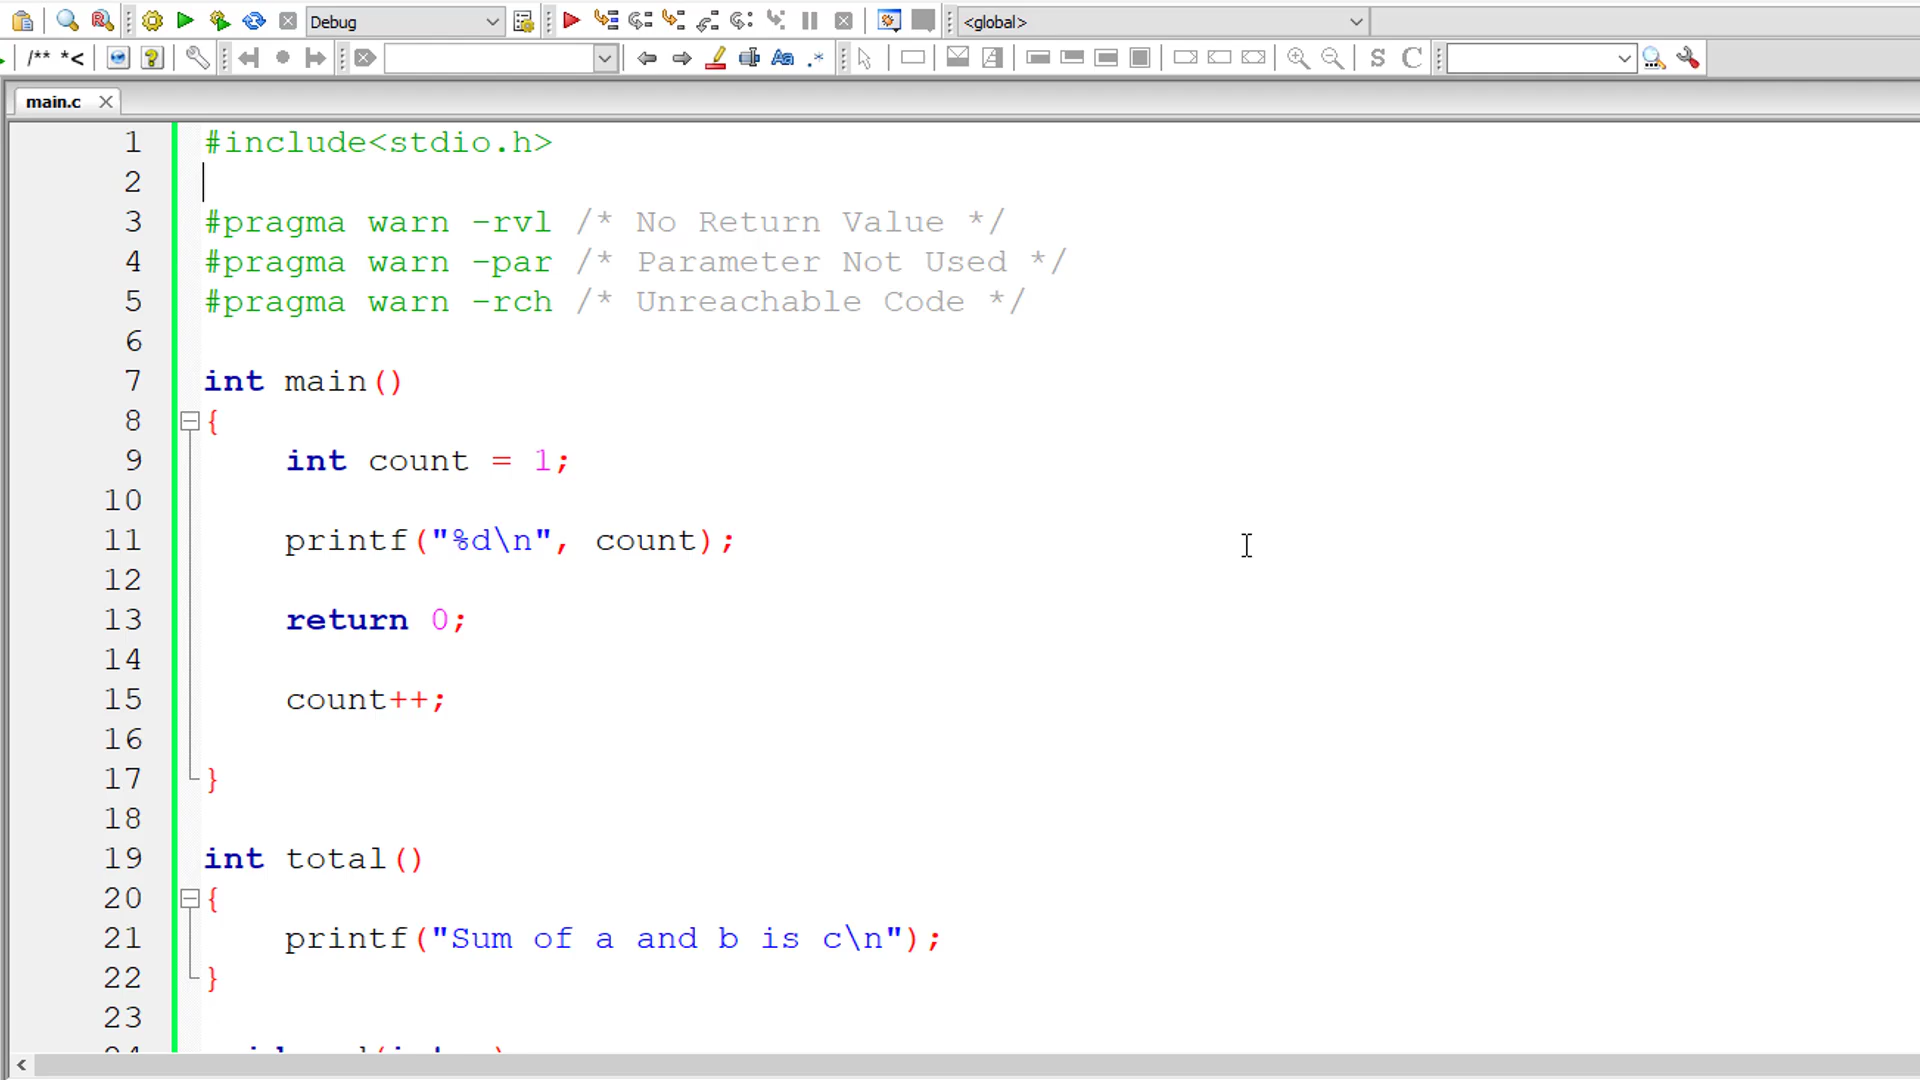 Debug
<global>
/** *<
S C
main.c
1 #include<stdio.h>
2
3 #pragma warn -rvl /* No Return Value */
4 #pragma warn -par /* Parameter Not Used */
5 #pragma warn -rch /* Unreachable Code */
6
7 int main()
8 {
9 int count = 1;
10
11 printf("%d\n", count);
12
13 return 0;
14
15 count++;
16
17 }
18
19 int total()
20 {
21 printf("Sum of a and b is c\n");
22 }
23